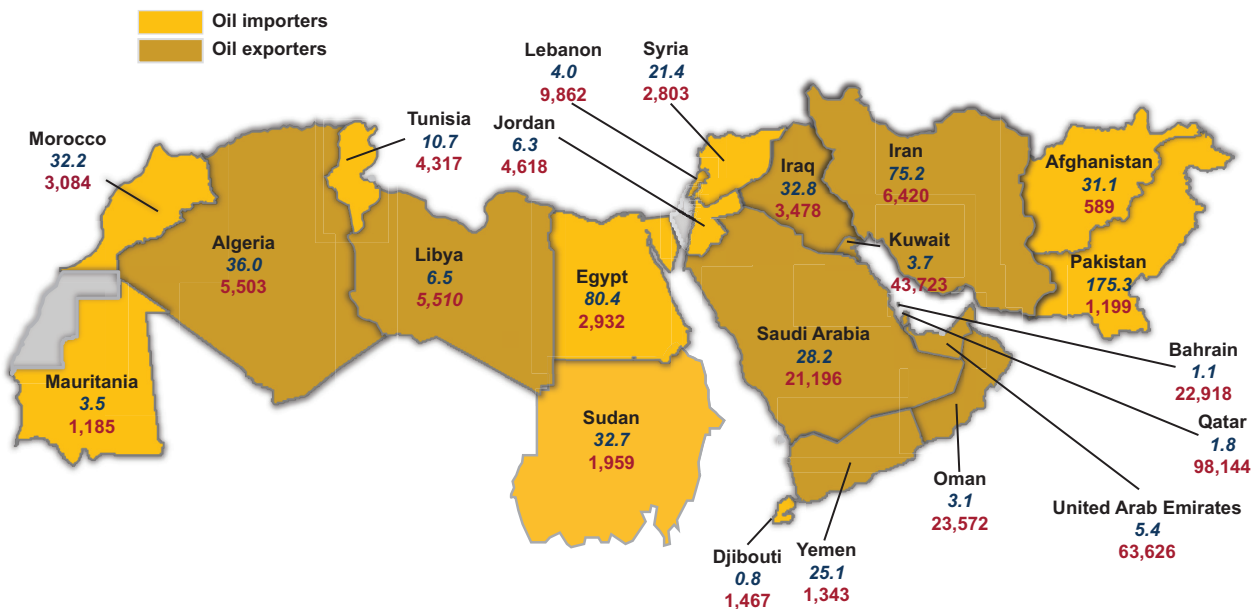 Oil importers
Oil exporters
Lebanon
4.0
9,862
Syria
21.4
2,803
Morocco
32.2
3,084
Tunisia
10.7
4,317
Jordan
6.3
4,618
Iraq
32.8
3,478
Iran
75.2
6,420
Afghanistan
31.1
589
Algeria
36.0
5,503
Libya
6.5
5,510
Egypt
80.4
2,932
Kuwait
3.7
43,723
Pakistan
175.3
1,199
Saudi Arabia
28.2
21,196
Bahrain
1.1
22,918
Mauritania
3.5
1,185
Sudan
32.7
1,959
Qatar
1.8
98,144
Oman
3.1
23,572
United Arab Emirates
5.4
63,626
Djibouti
0.8
1,467
Yemen
25.1
1,343